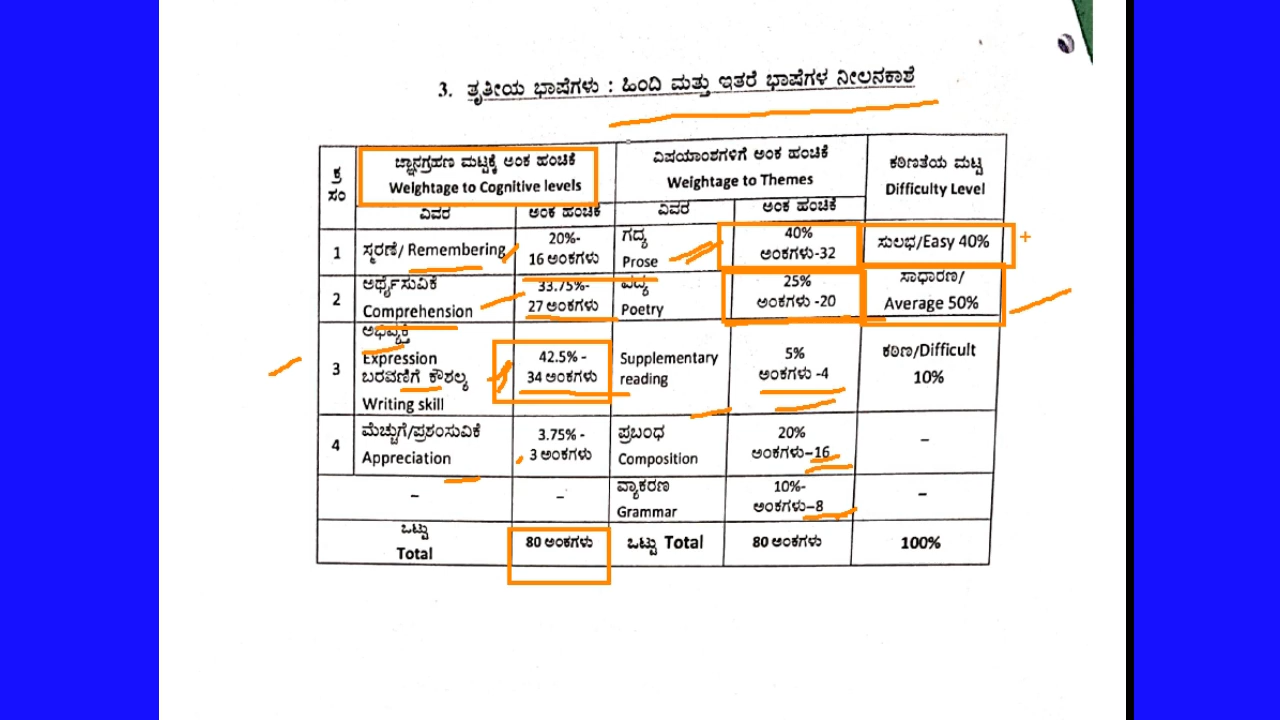 3. ತೃತೀಯ ಭಾಷೆಗಳು : ಹಿಂದಿ ಮತ್ತು ಇತರೆ ಭಾಷೆಗಳ ನೀಲನಕಾಶೆ
ಕ್ರ ಸಂ
ಜ್ಞಾನಗ್ರಹಣ ಮಟ್ಟಕ್ಕೆ ಅಂಕ ಹಂಚಿಕೆ
Weightage to Cognitive levels
ವಿಷಯಾಂಶಗಳಿಗೆ ಅಂಕ ಹಂಚಿಕೆ
Weightage to Themes
ಕಠಿಣತೆಯ ಮಟ್ಟ
Difficulty Level
ವಿವರ
ಅಂಕ ಹಂಚಿಕೆ
ವಿವರ
ಅಂಕ ಹಂಚಿಕೆ
1
ಸ್ಮರಣೆ/ Remembering
20%-
16 ಅಂಕಗಳು
ಗದ್ಯ
Prose
40%
ಅಂಕಗಳು-32
ಸುಲಭ/Easy 40%
2
ಅರ್ಥೈಸುವಿಕೆ
Comprehension
33.75%-
27 ಅಂಕಗಳು
ಪದ್ಯ
Poetry
25%
ಅಂಕಗಳು -20
ಸಾಧಾರಣ/
Average 50%
3
ಅಭಿವ್ಯಕ್ತಿ
Expression
ಬರವಣಿಗೆ ಕೌಶಲ್ಯ
Writing skill
42.5% -
34 ಅಂಕಗಳು
Supplementary
reading
5%
ಅಂಕಗಳು -4
ಕಠಿಣ/Difficult
10%
4
ಮೆಚ್ಚುಗೆ/ಪ್ರಶಂಸುವಿಕೆ
Appreciation
3.75% -
3 ಅಂಕಗಳು
ಪ್ರಬಂಧ
Composition
20%
ಅಂಕಗಳು–16
–
–
–
ವ್ಯಾಕರಣ
Grammar
10%-
ಅಂಕಗಳು–8
–
ಒಟ್ಟು
Total
80 ಅಂಕಗಳು
ಒಟ್ಟು Total
80 ಅಂಕಗಳು
100%